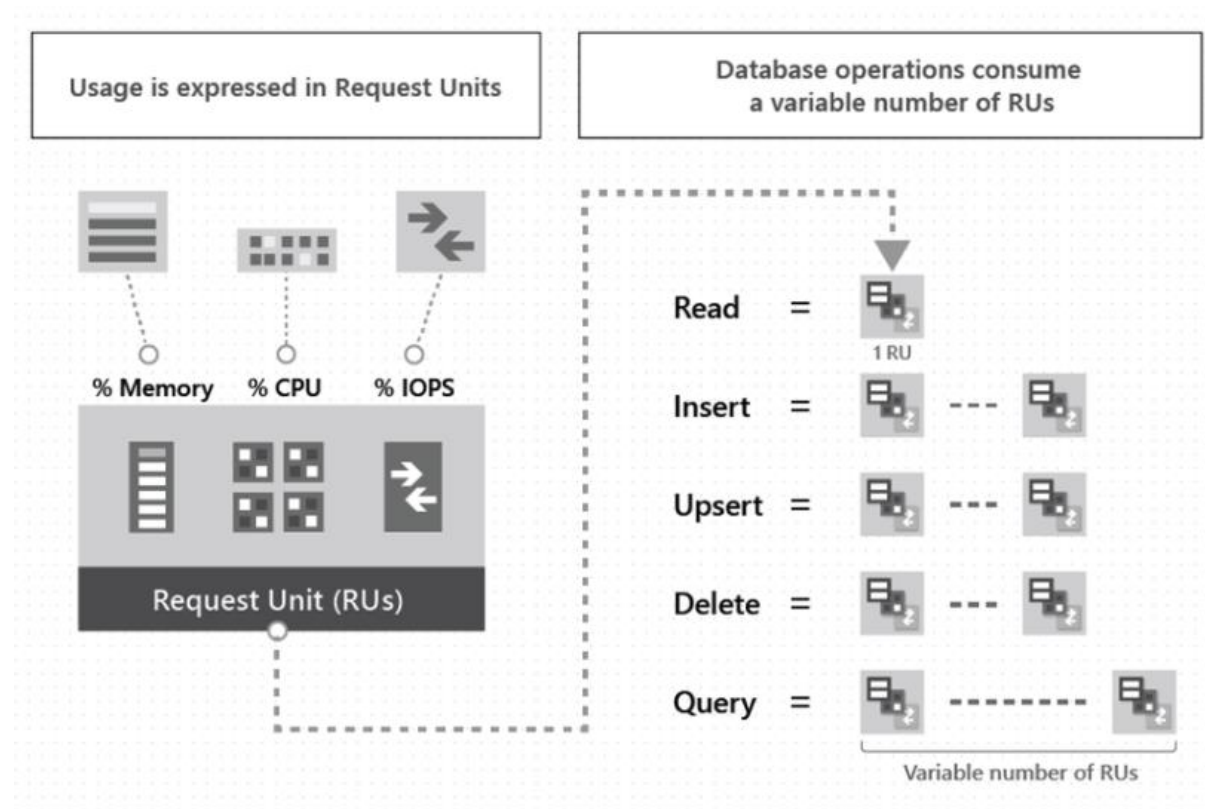 Usage is expressed in Request Units
Database operations consume
a variable number of RUs
% Memory
% CPU
% IOPS
Request Unit (RUs)
Read =
1 RU
Insert =
Upsert =
Delete =
Query =
Variable number of RUs